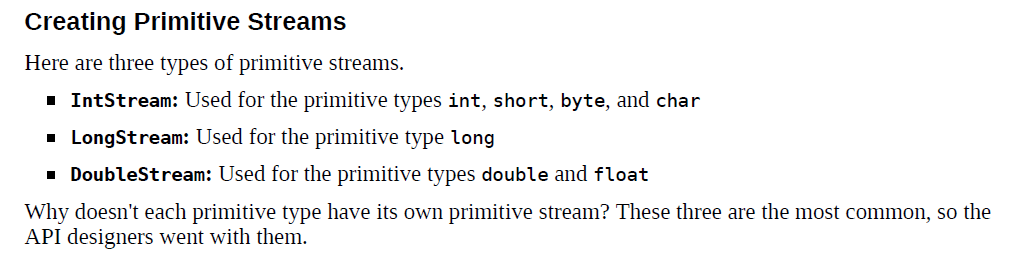 Creating Primitive Streams
Here are three types of primitive streams.
▪ IntStream: Used for the primitive types int, short, byte, and char
▪ LongStream: Used for the primitive type long
▪ DoubleStream: Used for the primitive types double and float
Why doesn't each primitive type have its own primitive stream? These three are the most common, so the
API designers went with them.